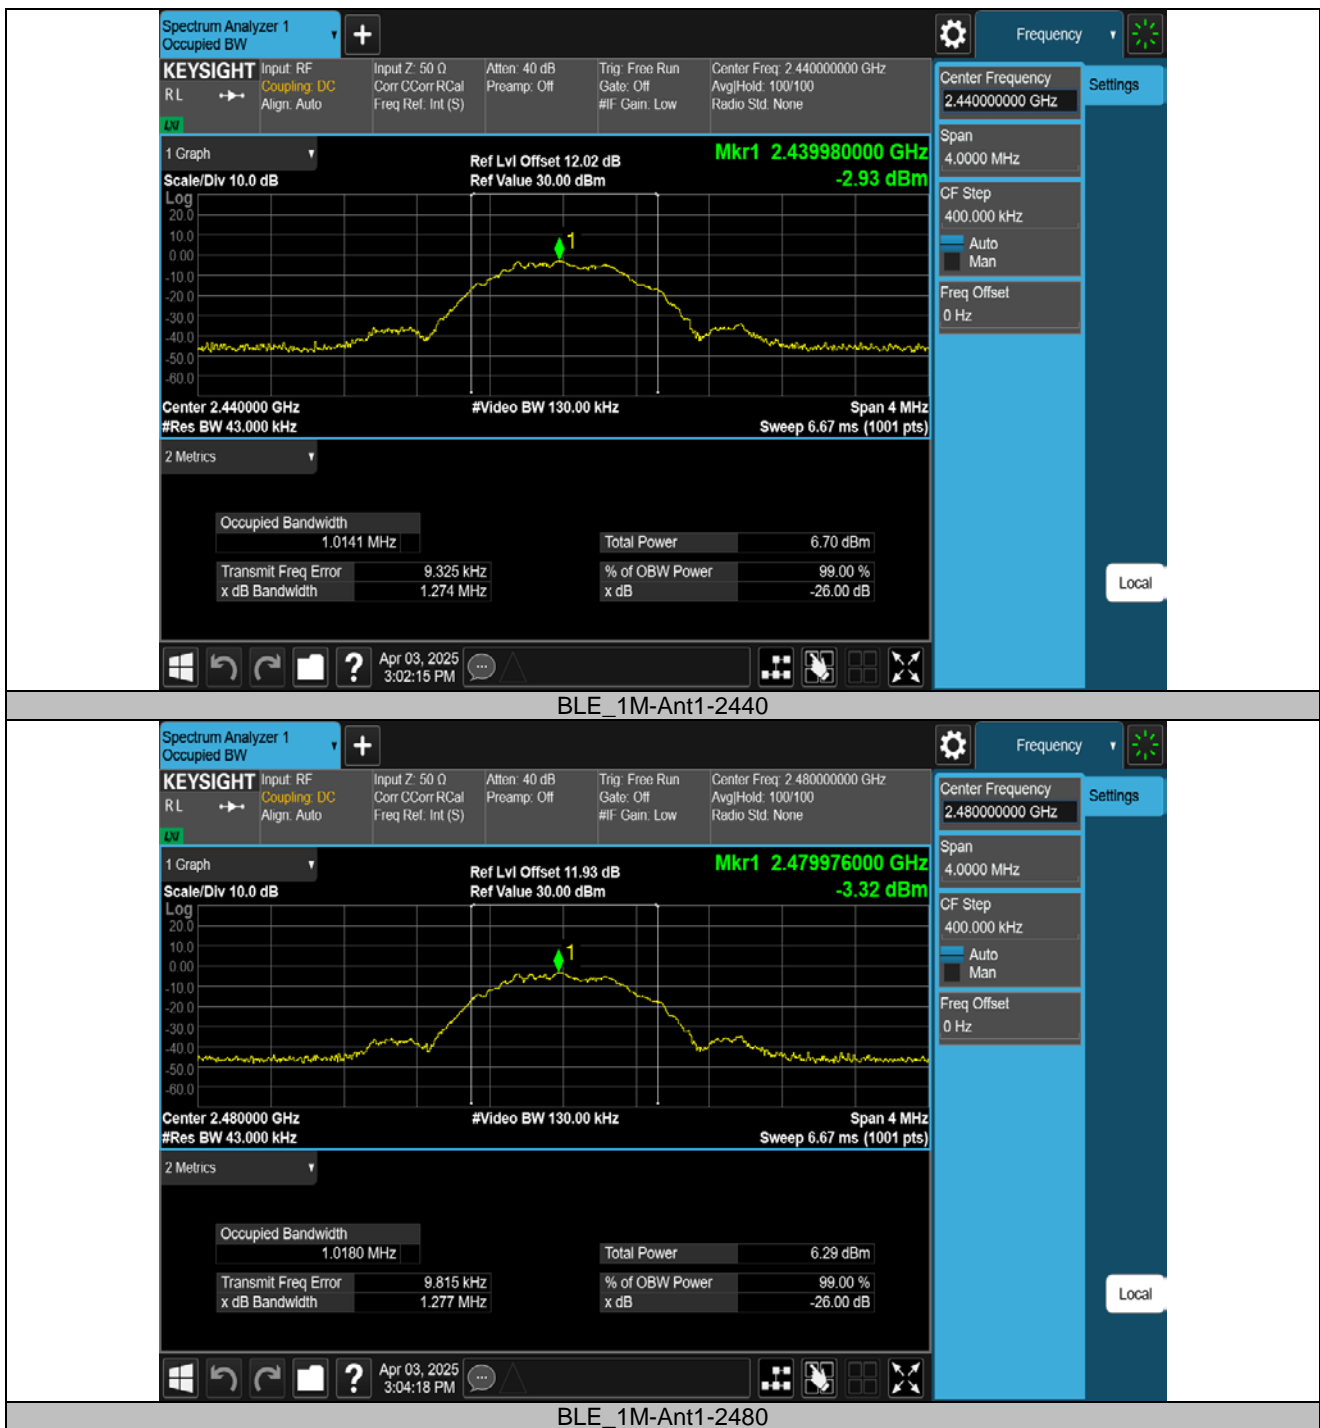 Spectrum Analyzer 1
Occupied BW
Frequency
KEYSIGHT
R L
LXI
Input: RF
Coupling: DC
Align: Auto
Input Z: 50 Ω
Corr CCorr RCal
Freq Ref: Int (S)
Atten: 40 dB
Preamp: Off
Trig: Free Run
Gate: Off
#IF Gain: Low
Center Freq: 2.440000000 GHz
Avg|Hold: 100/100
Radio Std: None
Center Frequency
2.440000000 GHz
Settings
Span
4.0000 MHz
CF Step
400.000 kHz
Auto
Man
Freq Offset
0 Hz
1 Graph
Scale/Div 10.0 dB
Ref Lvl Offset 12.02 dB
Ref Value 30.00 dBm
Mkr1 2.439980000 GHz
-2.93 dBm
Log
20.0
10.0
0.00
-10.0
-20.0
-30.0
-40.0
-50.0
-60.0
1
Center 2.440000 GHz
#Video BW 130.00 kHz
Span 4 MHz
#Res BW 43.000 kHz
Sweep 6.67 ms (1001 pts)
2 Metrics
Occupied Bandwidth
1.0141 MHz
Total Power 6.70 dBm
Transmit Freq Error 9.325 kHz
% of OBW Power 99.00 %
x dB Bandwidth 1.274 MHz
x dB -26.00 dB
Local
?
Apr 03, 2025
3:02:15 PM
BLE_1M-Ant1-2440
Spectrum Analyzer 1
Occupied BW
Frequency
KEYSIGHT
R L
LXI
Input: RF
Coupling: DC
Align: Auto
Input Z: 50 Ω
Corr CCorr RCal
Freq Ref: Int (S)
Atten: 40 dB
Preamp: Off
Trig: Free Run
Gate: Off
#IF Gain: Low
Center Freq: 2.480000000 GHz
Avg|Hold: 100/100
Radio Std: None
Center Frequency
2.480000000 GHz
Settings
Span
4.0000 MHz
CF Step
400.000 kHz
Auto
Man
Freq Offset
0 Hz
1 Graph
Scale/Div 10.0 dB
Ref Lvl Offset 11.93 dB
Ref Value 30.00 dBm
Mkr1 2.479976000 GHz
-3.32 dBm
Log
20.0
10.0
0.00
-10.0
-20.0
-30.0
-40.0
-50.0
-60.0
1
Center 2.480000 GHz
#Video BW 130.00 kHz
Span 4 MHz
#Res BW 43.000 kHz
Sweep 6.67 ms (1001 pts)
2 Metrics
Occupied Bandwidth
1.0180 MHz
Total Power 6.29 dBm
Transmit Freq Error 9.815 kHz
% of OBW Power 99.00 %
x dB Bandwidth 1.277 MHz
x dB -26.00 dB
Local
?
Apr 03, 2025
3:04:18 PM
BLE_1M-Ant1-2480